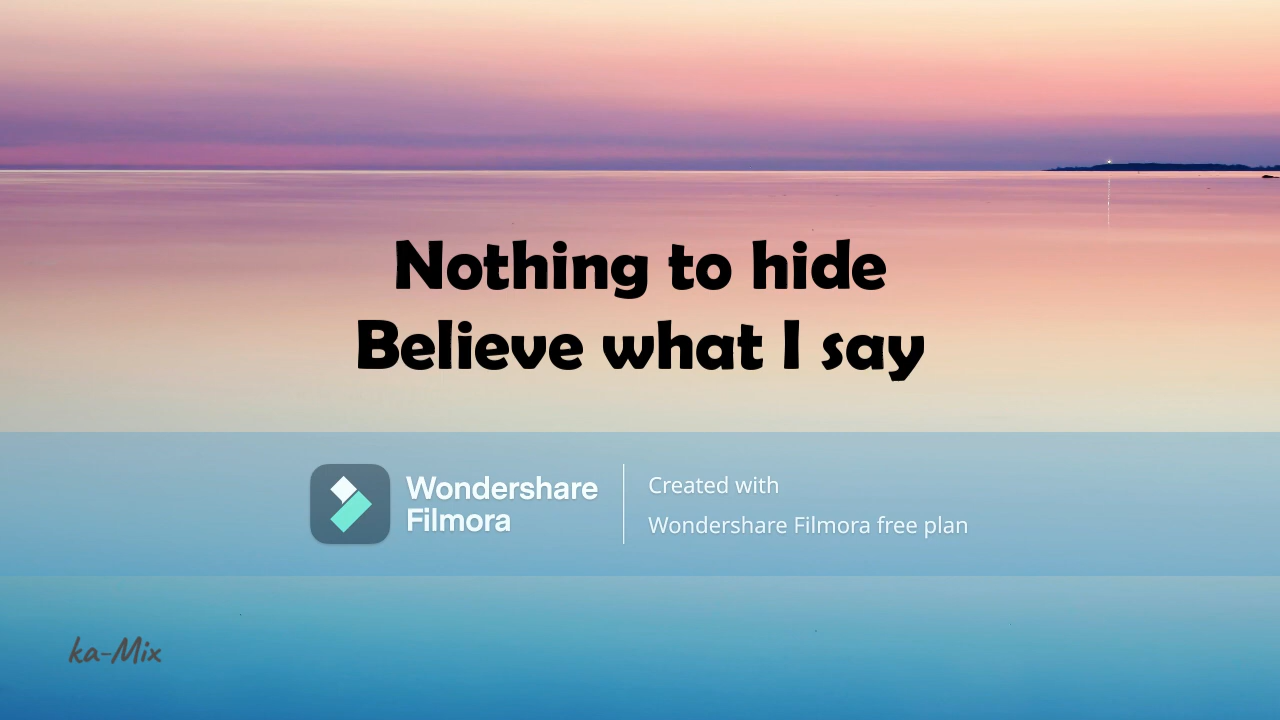 Nothing to hide
Believe what I say
Wondershare
Filmora
Created with
Wondershare Filmora free plan
ka-Mix